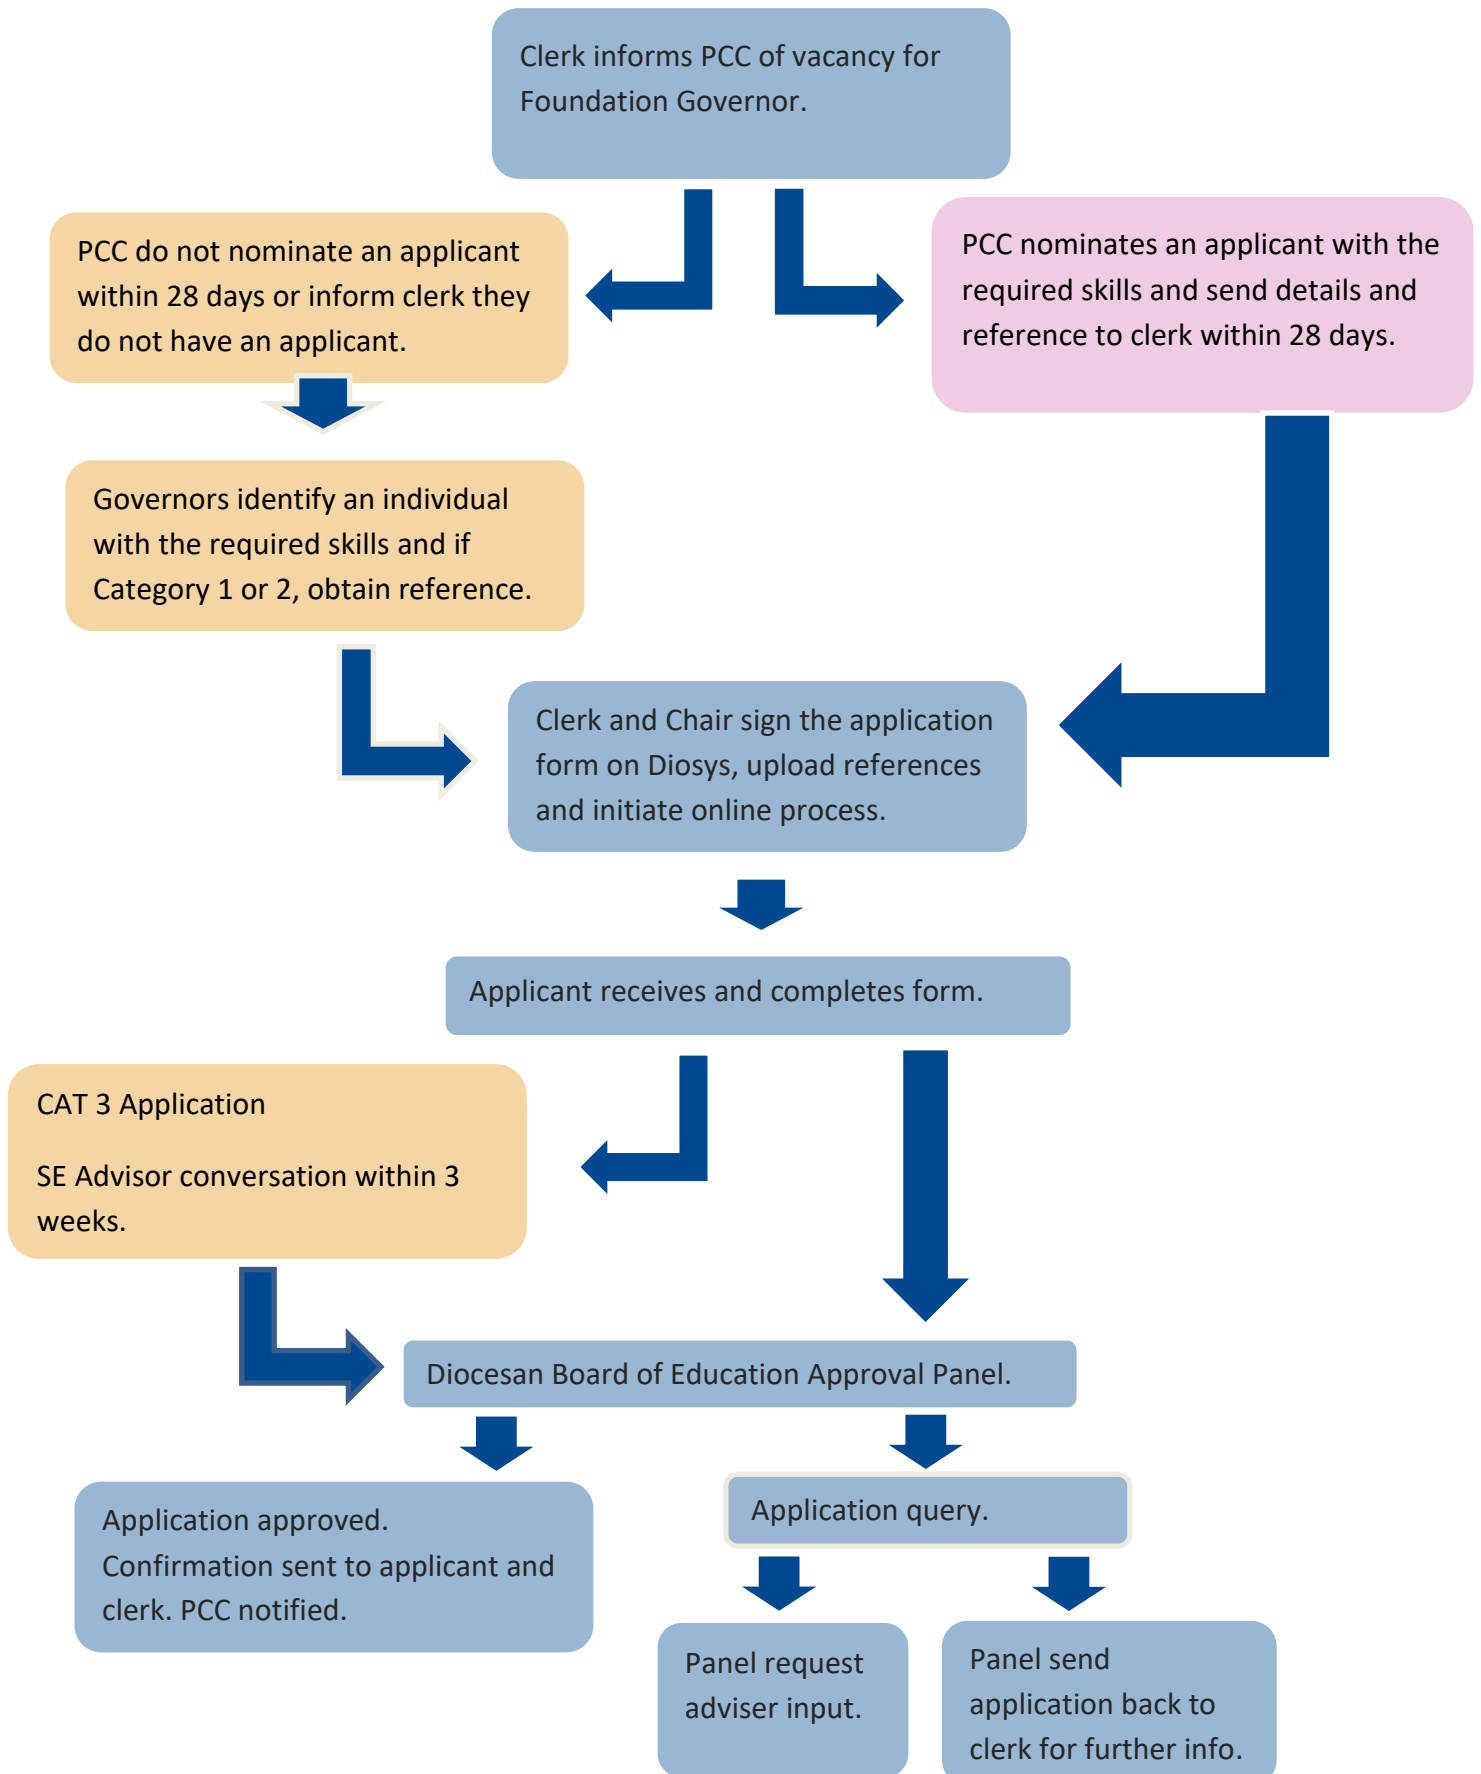 Clerk informs PCC of vacancy for
Foundation Governor.
PCC do not nominate an applicant
within 28 days or inform clerk they
do not have an applicant.
PCC nominates an applicant with the
required skills and send details and
reference to clerk within 28 days.
Governors identify an individual
with the required skills and if
Category 1 or 2, obtain reference.
Clerk and Chair sign the application
form on Diosys, upload references
and initiate online process.
Applicant receives and completes form.
CAT 3 Application
SE Advisor conversation within 3
weeks.
Diocesan Board of Education Approval Panel.
Application approved.
Confirmation sent to applicant and
clerk. PCC notified.
Application query.
Panel request
adviser input.
Panel send
application back to
clerk for further info.